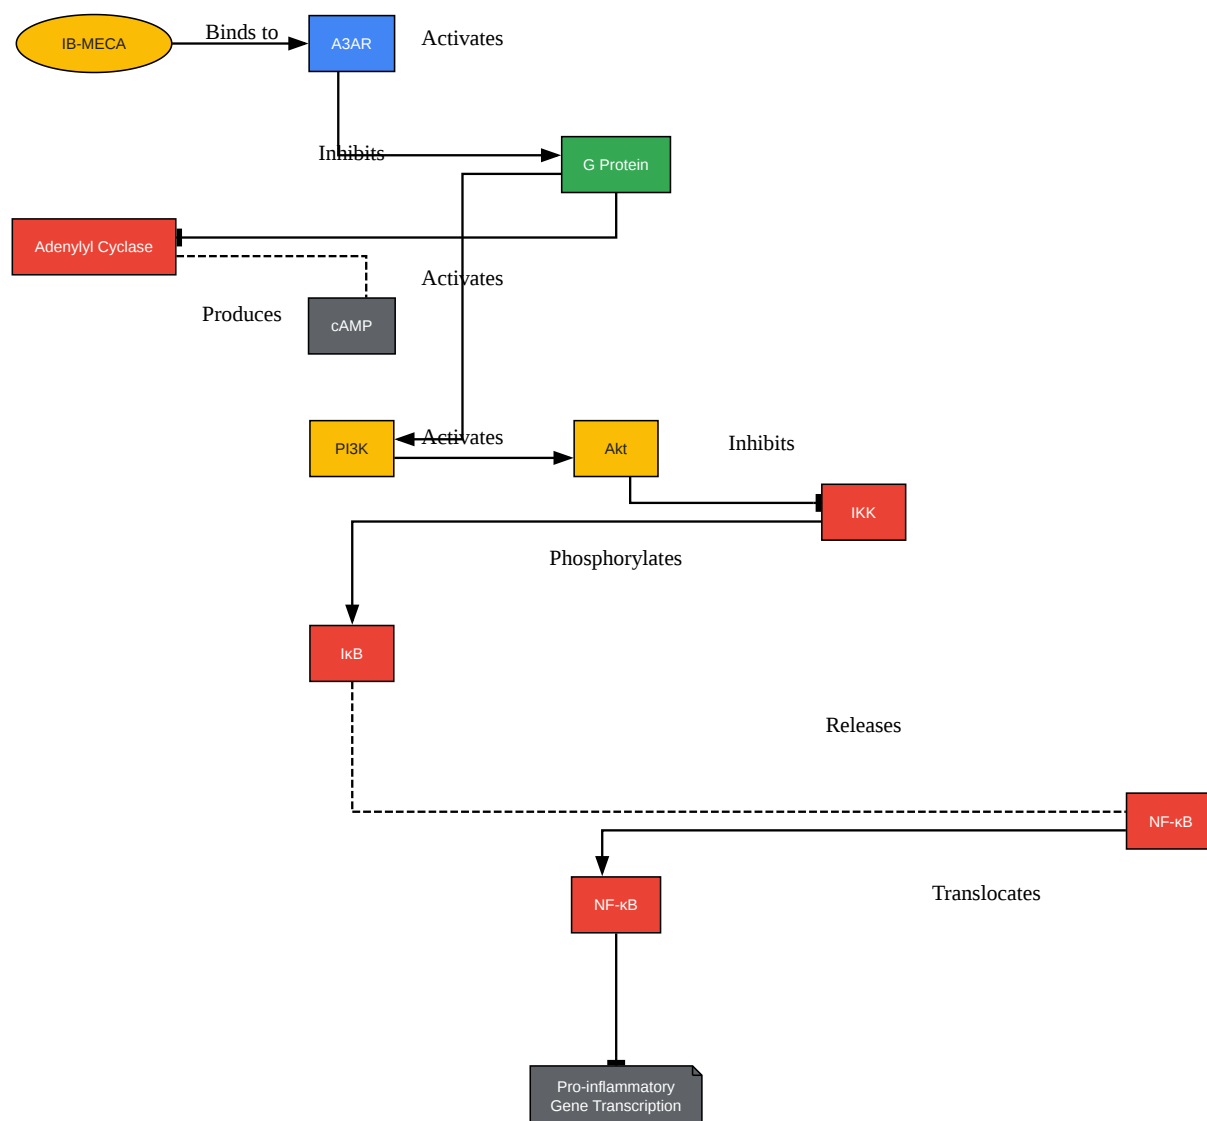 IB-MECA
Binds to
A3AR
Activates
Inhibits
G Protein
Adenylyl Cyclase
Activates
Produces
cAMP
PI3K
Activates
Akt
Inhibits
IKK
Phosphorylates
IκB
Releases
NF-κB
Translocates
NF-κB
Pro-inflammatory
Gene Transcription